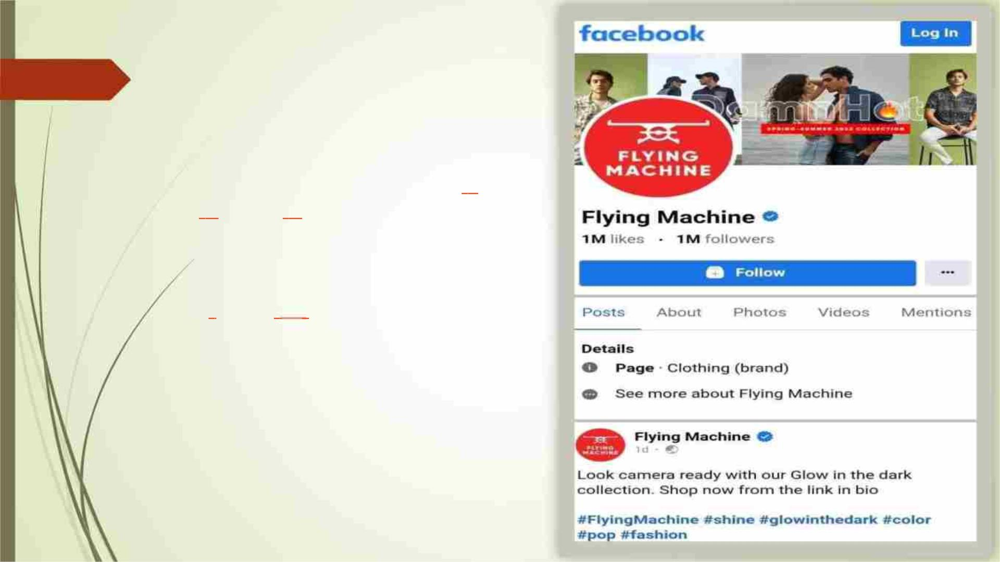 facebook
Log In
DamnHot
SPRING-SUMMER 2022 COLLECTION
FLYING
MACHINE
Flying Machine
1M likes · 1M followers
Follow
Posts About Photos Videos Mentions
Details
Page · Clothing (brand)
See more about Flying Machine
FLYING
MACHINE
Flying Machine
1d ·
Look camera ready with our Glow in the dark
collection. Shop now from the link in bio
#FlyingMachine #shine #glowinthedark #color
#pop #fashion